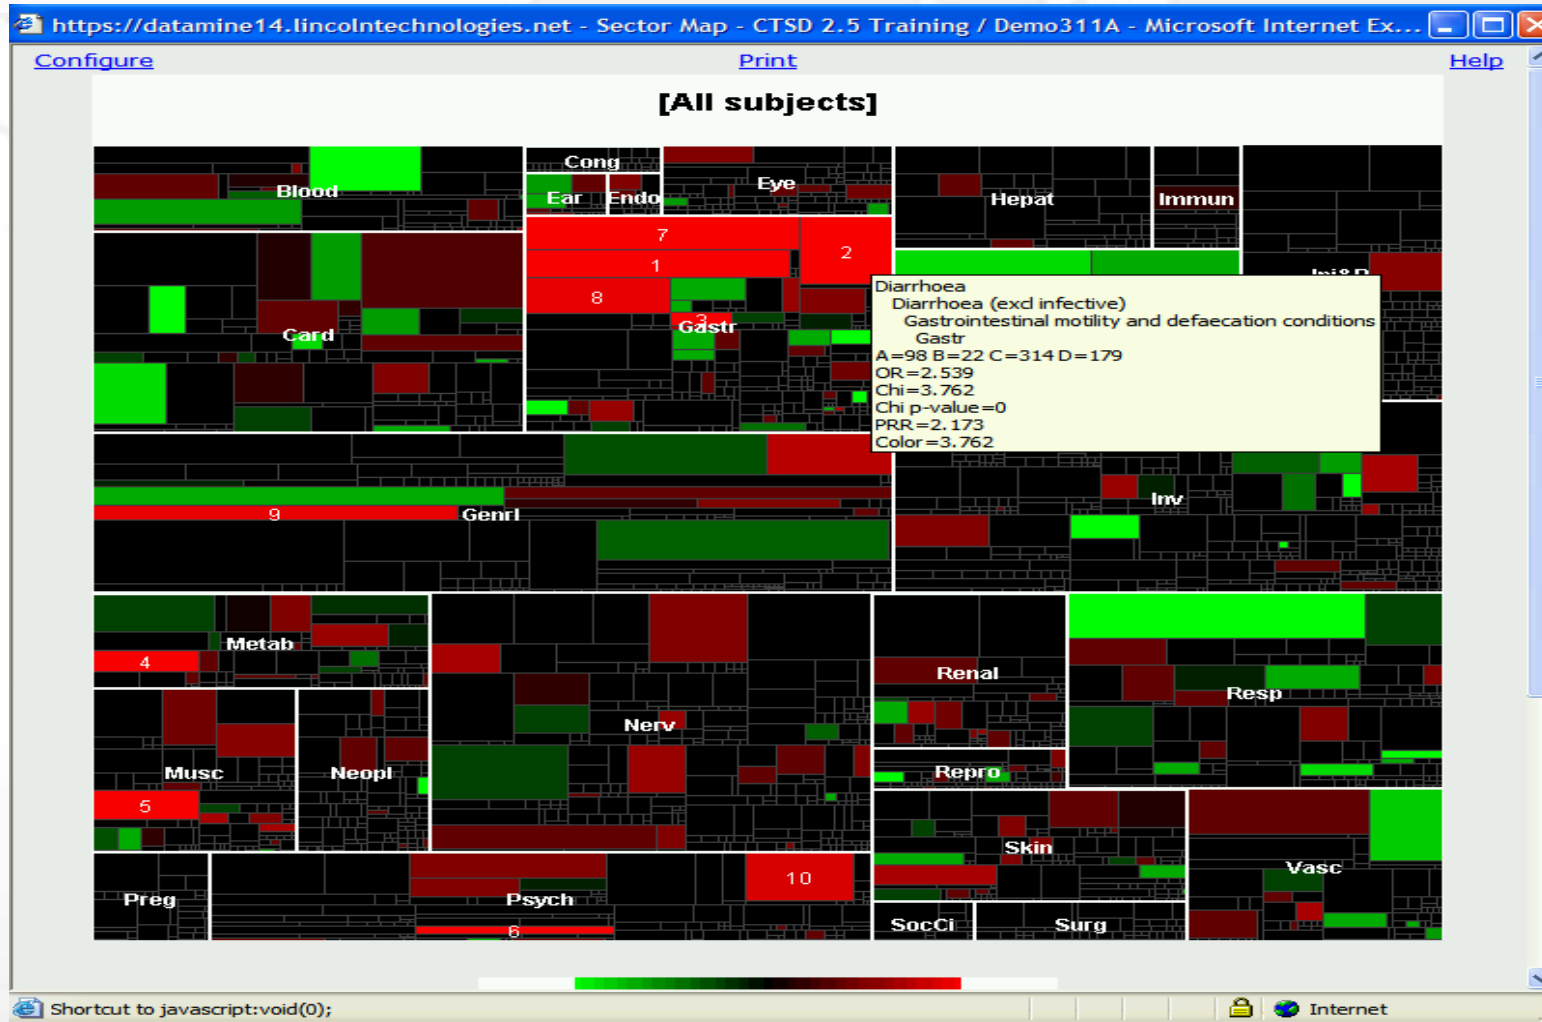 https://datamine14.lincolntechnologies.net - Sector Map - CTSD 2.5 Training / Demo311A - Microsoft Internet Ex...
Configure Print Help
[All subjects]
Blood
Cong
Ear
Endo
Eye
Hepat
Immun
7
1
2
8
3
Gastr
Card
Diarrhoea
Diarrhoea (excl infective)
Gastrointestinal motility and defaecation conditions
Gastr
A=98 B=22 C=314 D=179
OR=2.539
Chi=3.762
Chi p-value=0
PRR=2.173
Color=3.762
9
Genrl
Inv
Metab
4
Nerv
Renal
Resp
Musc
5
Neopl
Repro
Skin
Vasc
Preg
Psych
10
6
SocCi
Surg
Shortcut to javascript:void(0);
Internet